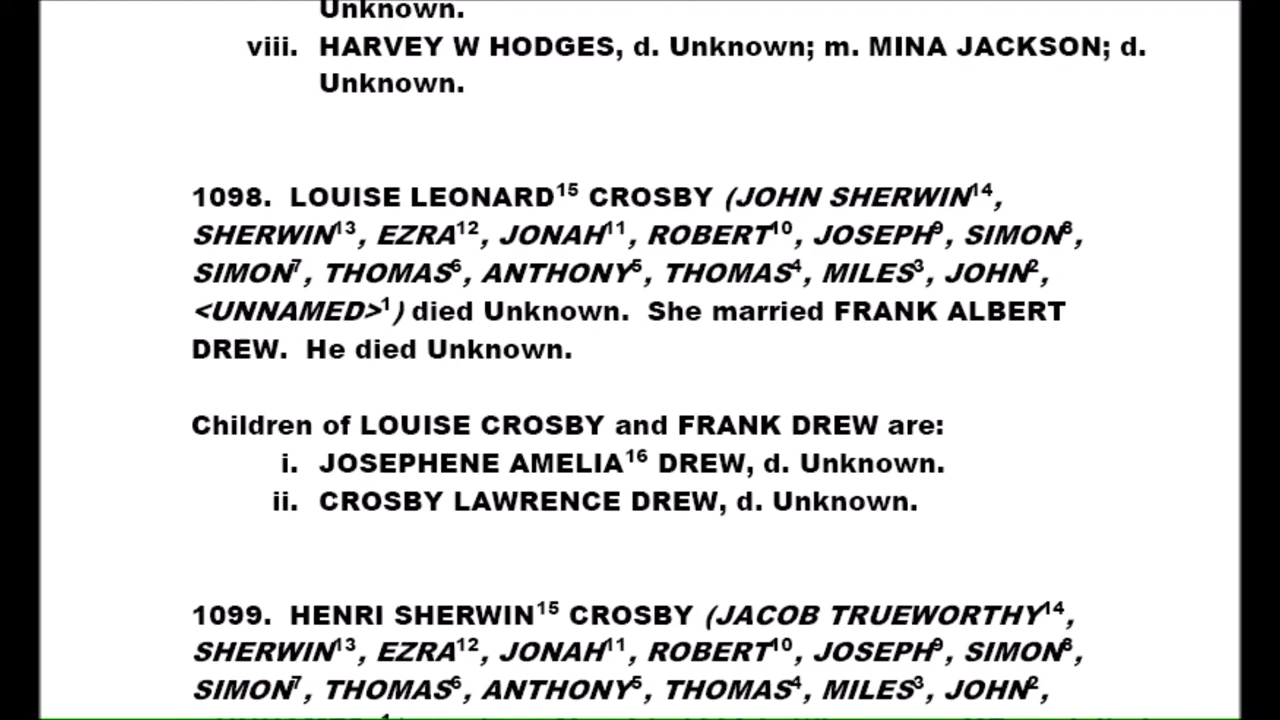 Unknown.
viii. HARVEY W HODGES, d. Unknown; m. MINA JACKSON; d.
Unknown.
1098. LOUISE LEONARD¹⁵ CROSBY (JOHN SHERWIN¹⁴,
SHERWIN¹³, EZRA¹², JONAH¹¹, ROBERT¹⁰, JOSEPH⁹, SIMON⁸,
SIMON⁷, THOMAS⁶, ANTHONY⁵, THOMAS⁴, MILES³, JOHN²,
<UNNAMED>¹) died Unknown. She married FRANK ALBERT
DREW. He died Unknown.
Children of LOUISE CROSBY and FRANK DREW are:
i. JOSEPHENE AMELIA¹⁶ DREW, d. Unknown.
ii. CROSBY LAWRENCE DREW, d. Unknown.
1099. HENRI SHERWIN¹⁵ CROSBY (JACOB TRUEWORTHY¹⁴,
SHERWIN¹³, EZRA¹², JONAH¹¹, ROBERT¹⁰, JOSEPH⁹, SIMON⁸,
SIMON⁷, THOMAS⁶, ANTHONY⁵, THOMAS⁴, MILES³, JOHN²,